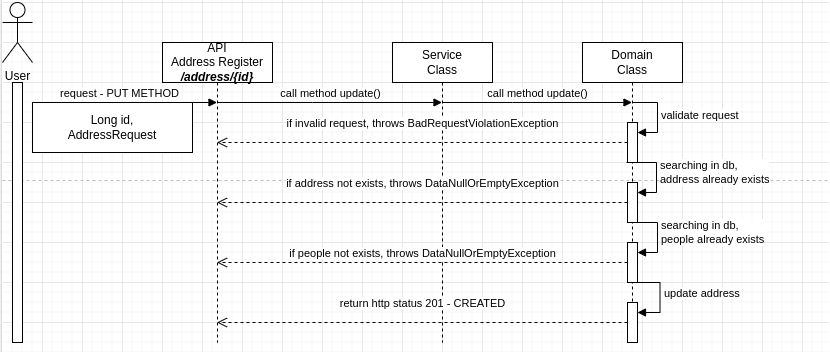 API
Address Register
/address/{id}
Service
Class
Domain
Class
User
request - PUT METHOD
call method update()
call method update()
Long id,
AddressRequest
validate request
if invalid request, throws BadRequestViolationException
searching in db,
address already exists
if address not exists, throws DataNullOrEmptyException
searching in db,
people already exists
if people not exists, throws DataNullOrEmptyException
update address
return http status 201 - CREATED